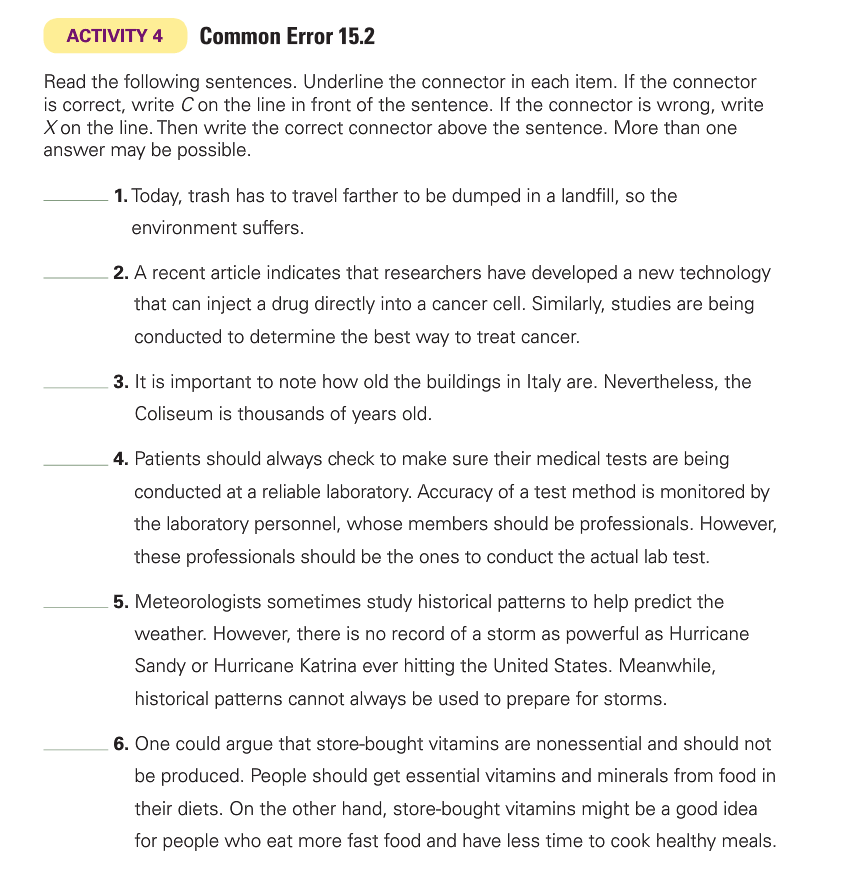 ACTIVITY 4 Common Error 15.2
Read the following sentences. Underline the connector in each item. If the connector
is correct, write C on the line in front of the sentence. If the connector is wrong, write
X on the line. Then write the correct connector above the sentence. More than one
answer may be possible.
1. Today, trash has to travel farther to be dumped in a landfill, so the
environment suffers.
2. A recent article indicates that researchers have developed a new technology
that can inject a drug directly into a cancer cell. Similarly, studies are being
conducted to determine the best way to treat cancer.
3. It is important to note how old the buildings in Italy are. Nevertheless, the
Coliseum is thousands of years old.
4. Patients should always check to make sure their medical tests are being
conducted at a reliable laboratory. Accuracy of a test method is monitored by
the laboratory personnel, whose members should be professionals. However,
these professionals should be the ones to conduct the actual lab test.
5. Meteorologists sometimes study historical patterns to help predict the
weather. However, there is no record of a storm as powerful as Hurricane
Sandy or Hurricane Katrina ever hitting the United States. Meanwhile,
historical patterns cannot always be used to prepare for storms.
6. One could argue that store-bought vitamins are nonessential and should not
be produced. People should get essential vitamins and minerals from food in
their diets. On the other hand, store-bought vitamins might be a good idea
for people who eat more fast food and have less time to cook healthy meals.